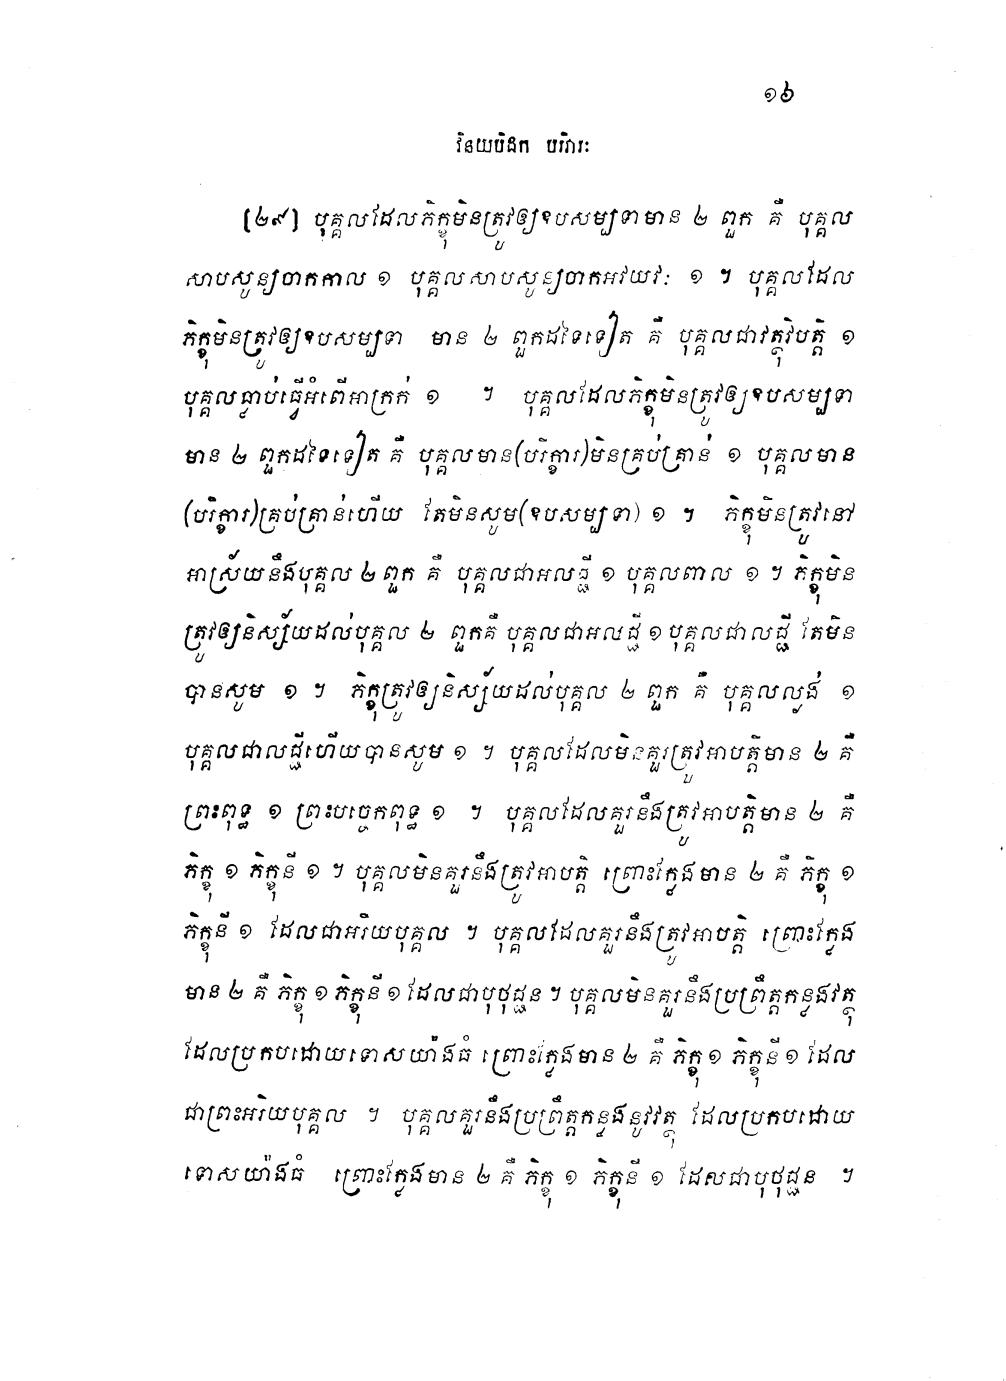 ១៦
វិនយបិដក បរិវារៈ
[២៩] បុគ្គលដែលភិក្ខុមិនត្រូវឲ្យឧបសម្បទាមាន ២ ពួក គឺ បុគ្គល
សាបសូន្យចាកកាល ១ បុគ្គលសាបសូន្យចាកអវយវៈ ១ ។ បុគ្គលដែល
ភិក្ខុមិនត្រូវឲ្យឧបសម្បទា មាន ២ ពួកដទៃទៀត គឺ បុគ្គលជាវត្ថុវិបត្តិ ១
បុគ្គលធ្លាប់ធ្វើអំពើអាក្រក់ ១ ។ បុគ្គលដែលភិក្ខុមិនត្រូវឲ្យឧបសម្បទា
មាន ២ ពួកដទៃទៀត គឺ បុគ្គលមាន(បរិក្ខារ)មិនគ្រប់គ្រាន់ ១ បុគ្គលមាន
(បរិក្ខារ)គ្រប់គ្រាន់ហើយ តែមិនសូម(ឧបសម្បទា) ១ ។ ភិក្ខុមិនត្រូវនៅ
អាស្រ័យនឹងបុគ្គល ២ ពួក គឺ បុគ្គលជាអលជ្ជី ១ បុគ្គលពាល ១ ។ ភិក្ខុមិន
ត្រូវឲ្យនិស្ស័យដល់បុគ្គល ២ ពួកគឺ បុគ្គលជាអលជ្ជី ១ បុគ្គលជាលជ្ជី តែមិន
បានសូម ១ ។ ភិក្ខុត្រូវឲ្យនិស្ស័យដល់បុគ្គល ២ ពួក គឺ បុគ្គលល្ងង់ ១
បុគ្គលជាលជ្ជីហើយបានសូម ១ ។ បុគ្គលដែលមិនគួរត្រូវអាបត្តិមាន ២ គឺ
ព្រះពុទ្ធ ១ ព្រះបច្ចេកពុទ្ធ ១ ។ បុគ្គលដែលគួរនឹងត្រូវអាបត្តិមាន ២ គឺ
ភិក្ខុ ១ ភិក្ខុនី ១ ។ បុគ្គលមិនគួរនឹងត្រូវអាបត្តិ ព្រោះក្លែងមាន ២ គឺ ភិក្ខុ ១
ភិក្ខុនី ១ ដែលជាអរិយបុគ្គល ។ បុគ្គលដែលគួរនឹងត្រូវអាបត្តិ ព្រោះក្លែង
មាន ២ គឺ ភិក្ខុ ១ ភិក្ខុនី ១ ដែលជាបុថុជ្ជន ។ បុគ្គលមិនគួរនឹងប្រព្រឹត្តកន្លងវត្ថុ
ដែលប្រកបដោយទោសយ៉ាងធំ ព្រោះក្លែងមាន ២ គឺ ភិក្ខុ ១ ភិក្ខុនី ១ ដែល
ជាព្រះអរិយបុគ្គល ។ បុគ្គលគួរនឹងប្រព្រឹត្តកន្លងនូវវត្ថុ ដែលប្រកបដោយ
ទោសយ៉ាងធំ ព្រោះក្លែងមាន ២ គឺ ភិក្ខុ ១ ភិក្ខុនី ១ ដែលជាបុថុជ្ជន ។